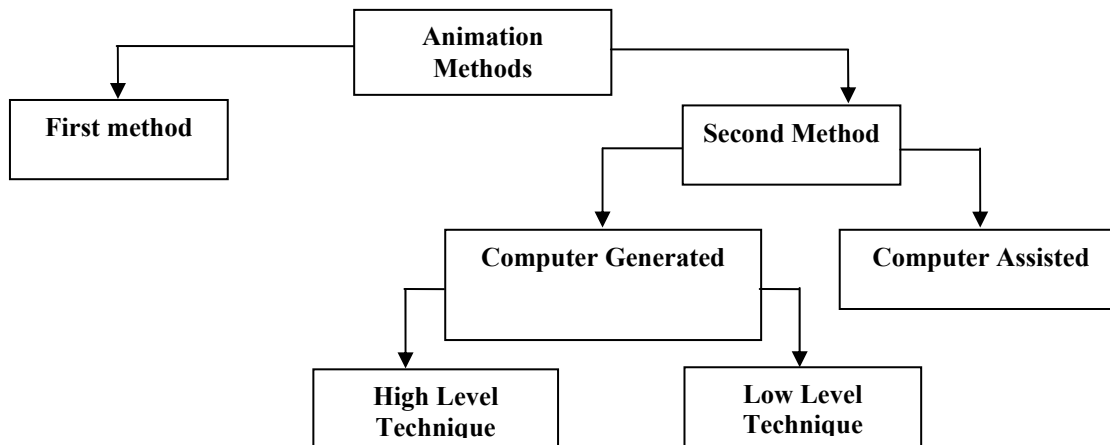 Animation
Methods
First method
Second Method
Computer Generated
Computer Assisted
High Level
Technique
Low Level
Technique